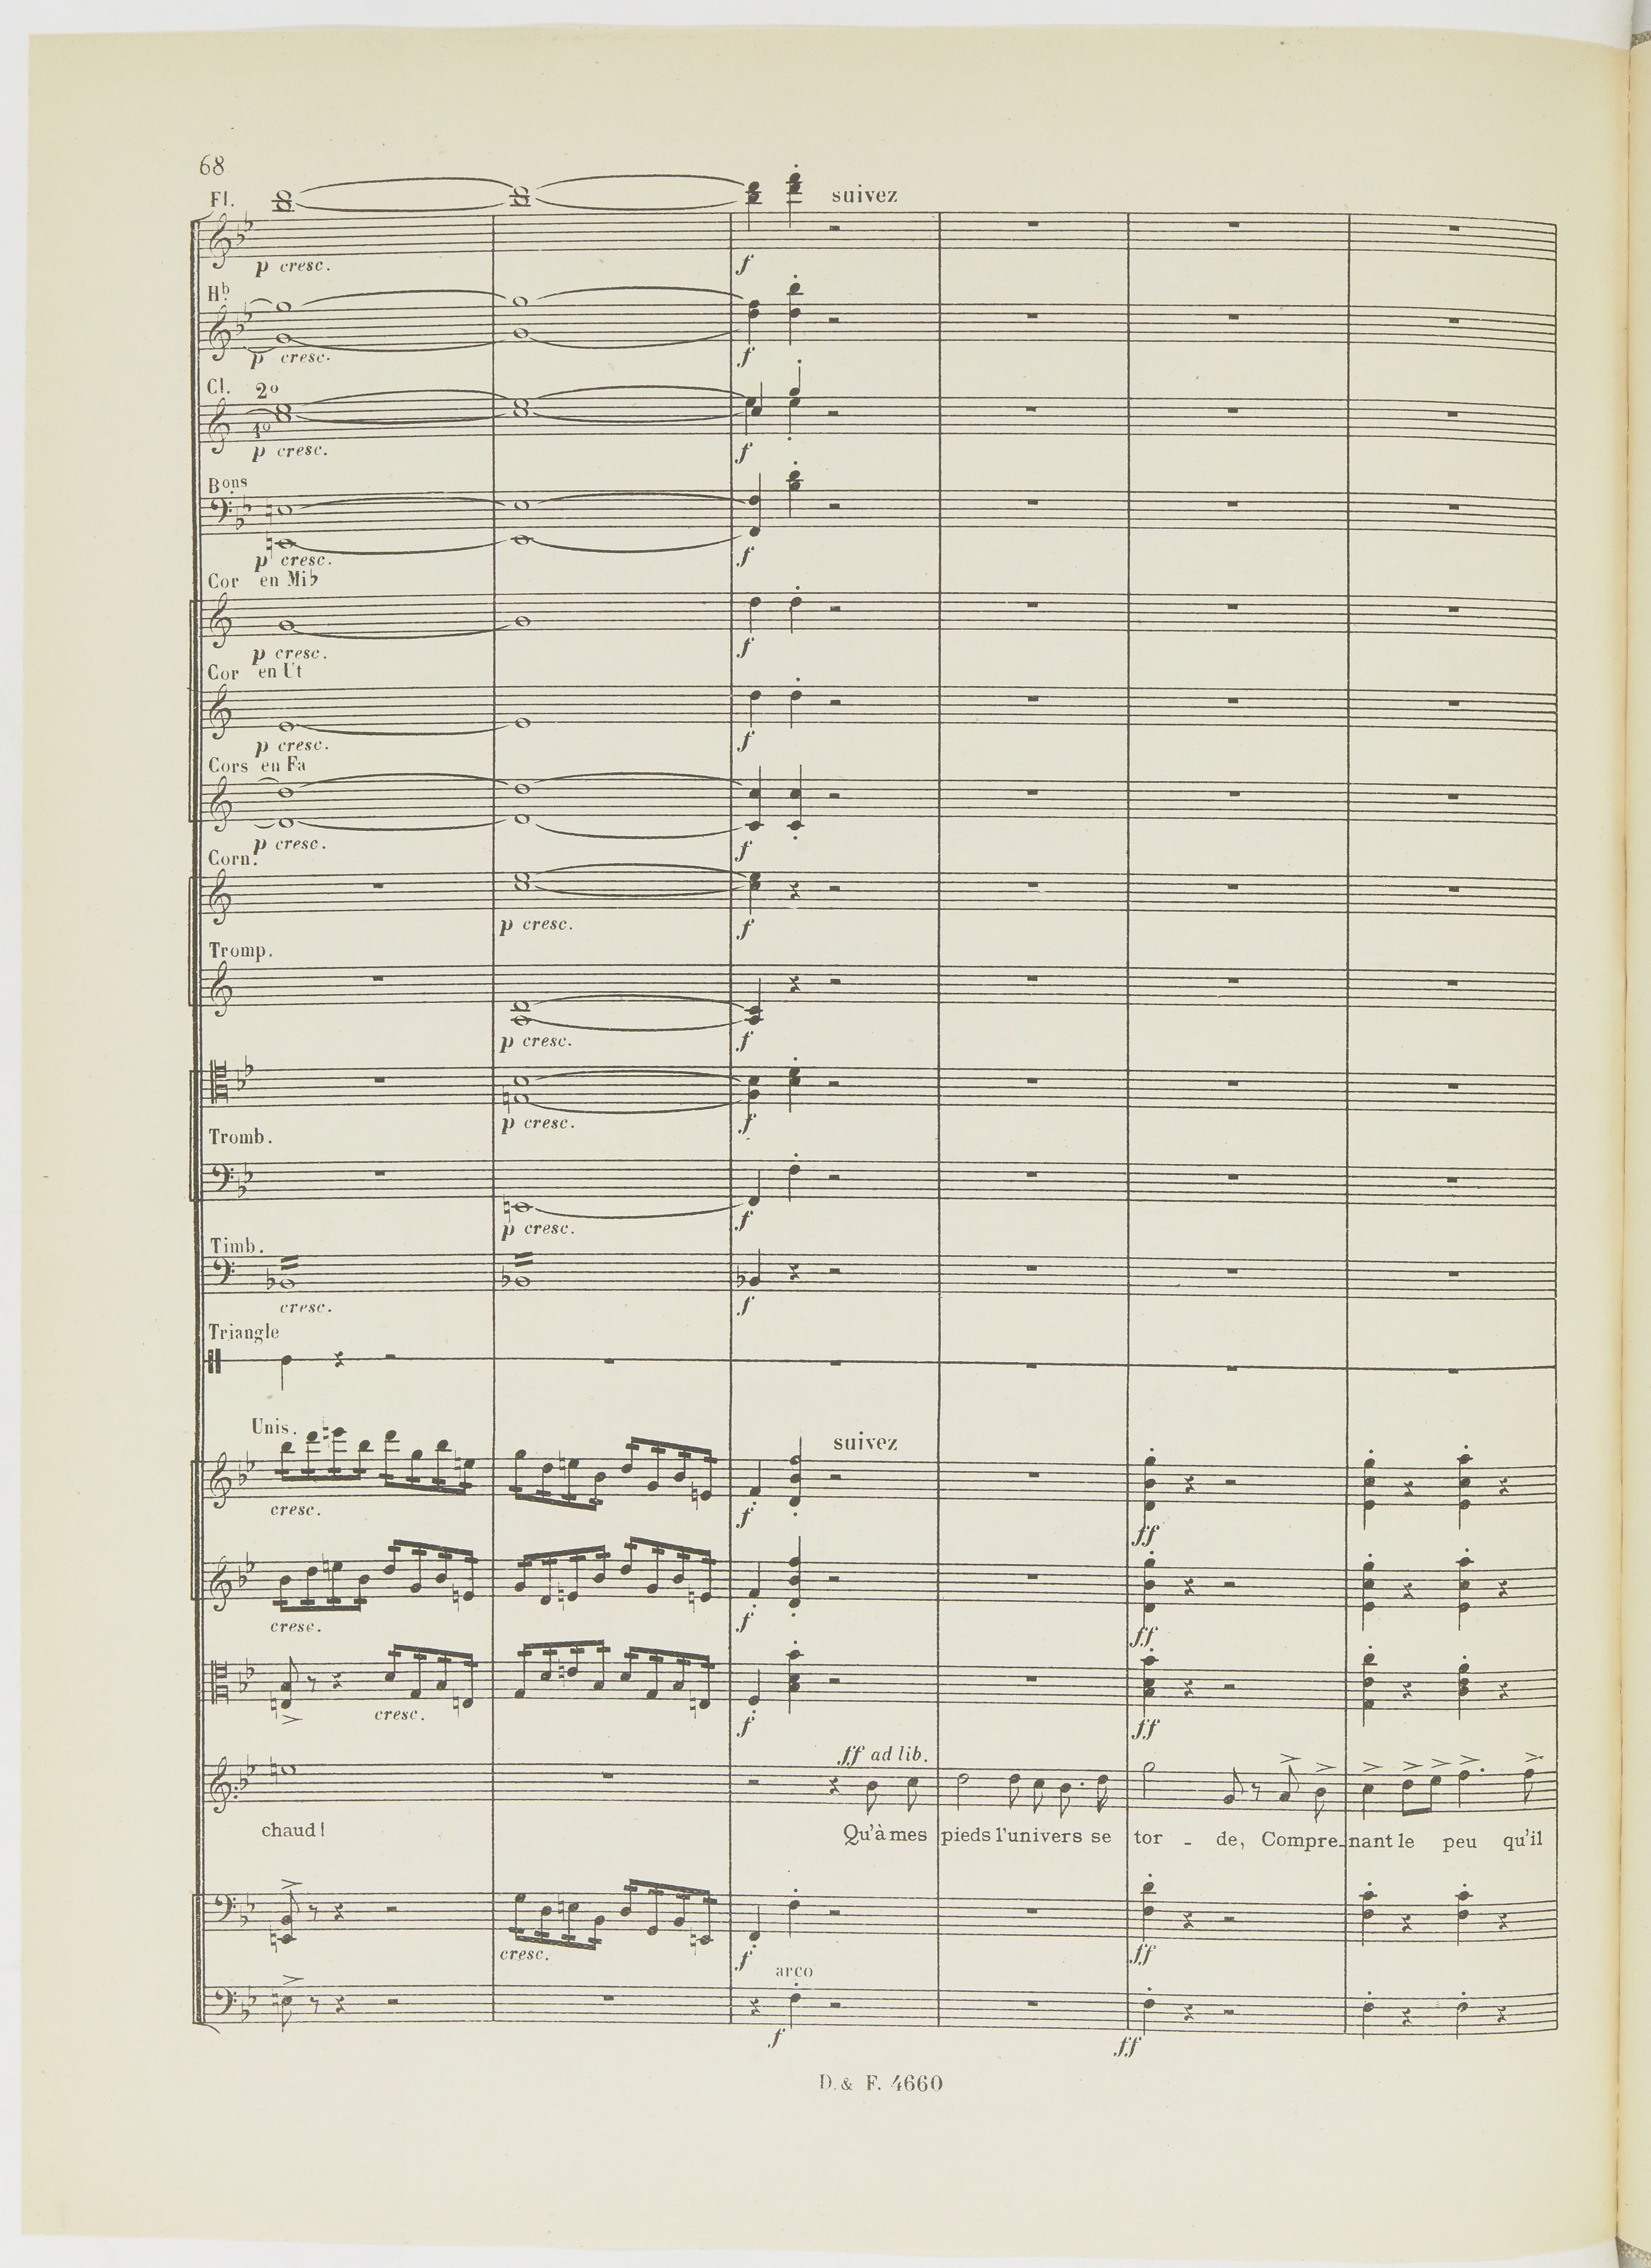 68
Fl.
suivez
p cresc.
f
Hb.
p cresc.
f
Cl. 2o
1o
p cresc.
f
Bons
p cresc.
f
Cor en Mi♭
p cresc.
f
Cor en Ut
p cresc.
f
Cors en Fa
p cresc.
f
Corn.
p cresc.
f
Tromp.
p cresc.
f
p cresc.
f
Tromb.
p cresc.
f
Timb.
cresc.
f
Triangle
Unis.
suivez
cresc.
f
ff
cresc.
f
ff
cresc.
f
ff
ff ad lib.
chaud! Qu'à mes pieds l'univers se tor - de, Compre-nant le peu qu'il
cresc.
f
ff
arco
f
ff
D. & F. 4660